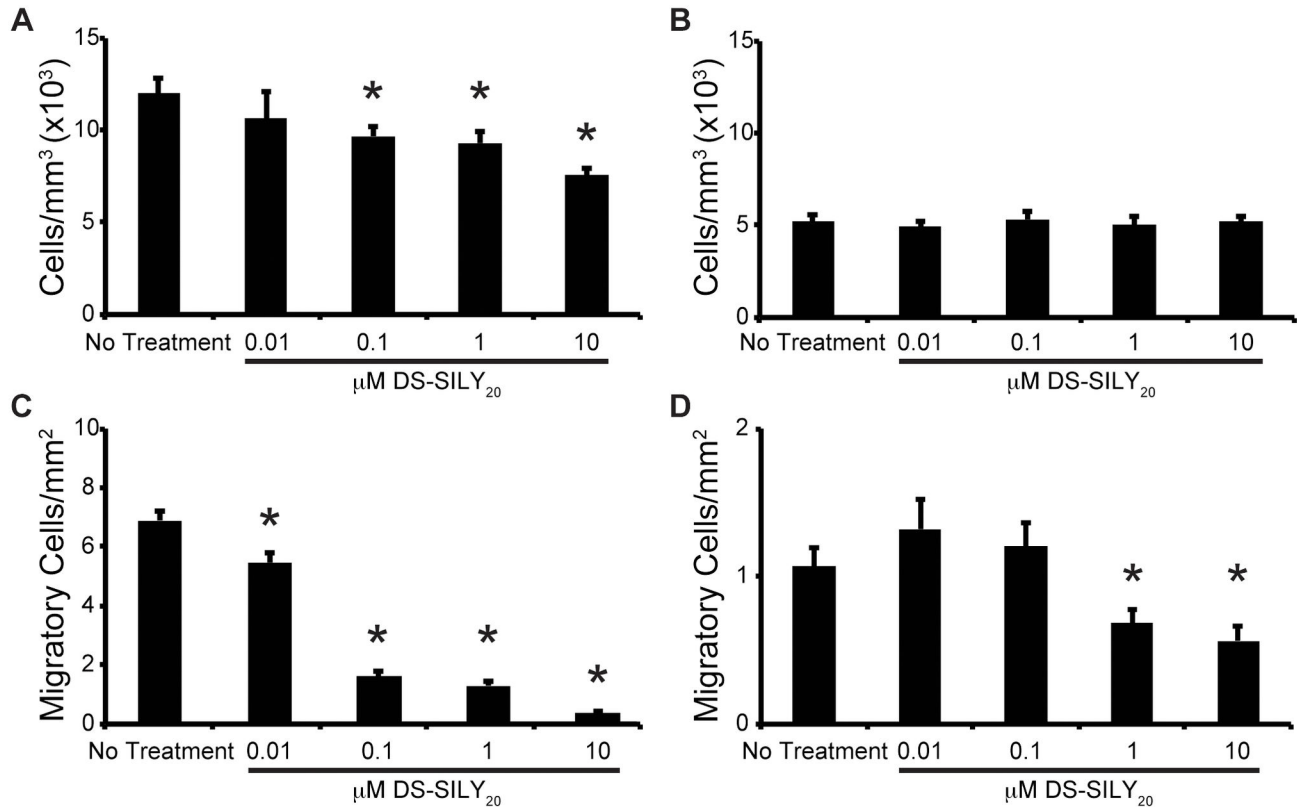 A
Cells/mm³ (x10³)
15
10
5
0
*
*
*
No Treatment 0.01 0.1 1 10
μM DS-SILY₂₀
B
Cells/mm³ (x10³)
15
10
5
0
No Treatment 0.01 0.1 1 10
μM DS-SILY₂₀
C
Migratory Cells/mm²
10
8
6
4
2
0
*
*
*
*
No Treatment 0.01 0.1 1 10
μM DS-SILY₂₀
D
Migratory Cells/mm²
2
1
0
*
*
No Treatment 0.01 0.1 1 10
μM DS-SILY₂₀